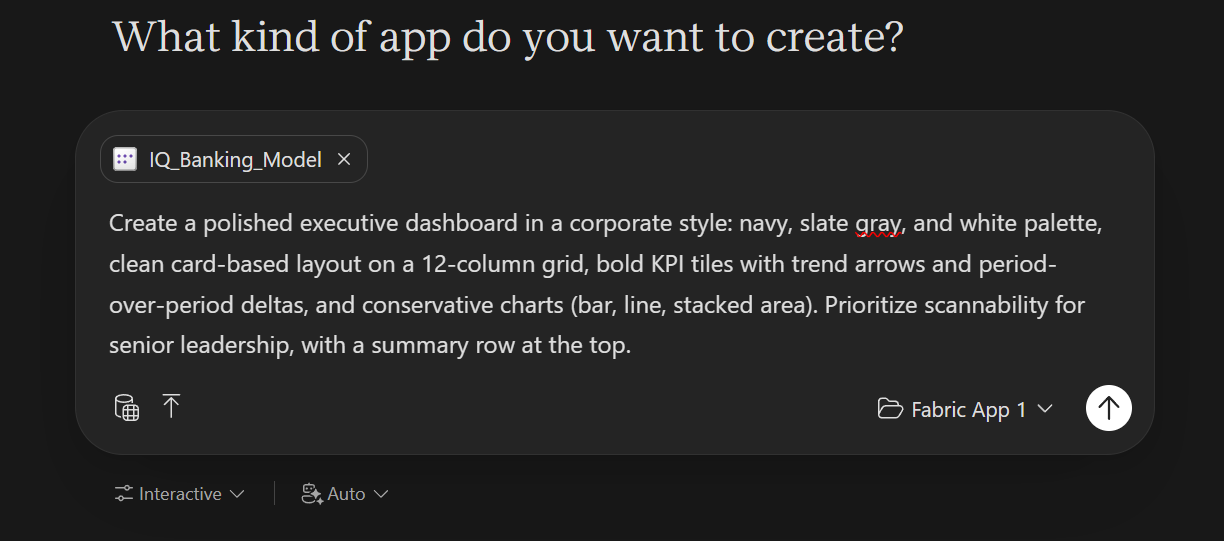 What kind of app do you want to create?
IQ_Banking_Model
Create a polished executive dashboard in a corporate style: navy, slate gray, and white palette,
clean card-based layout on a 12-column grid, bold KPI tiles with trend arrows and period-
over-period deltas, and conservative charts (bar, line, stacked area). Prioritize scannability for
senior leadership, with a summary row at the top.
Fabric App 1
Interactive
Auto